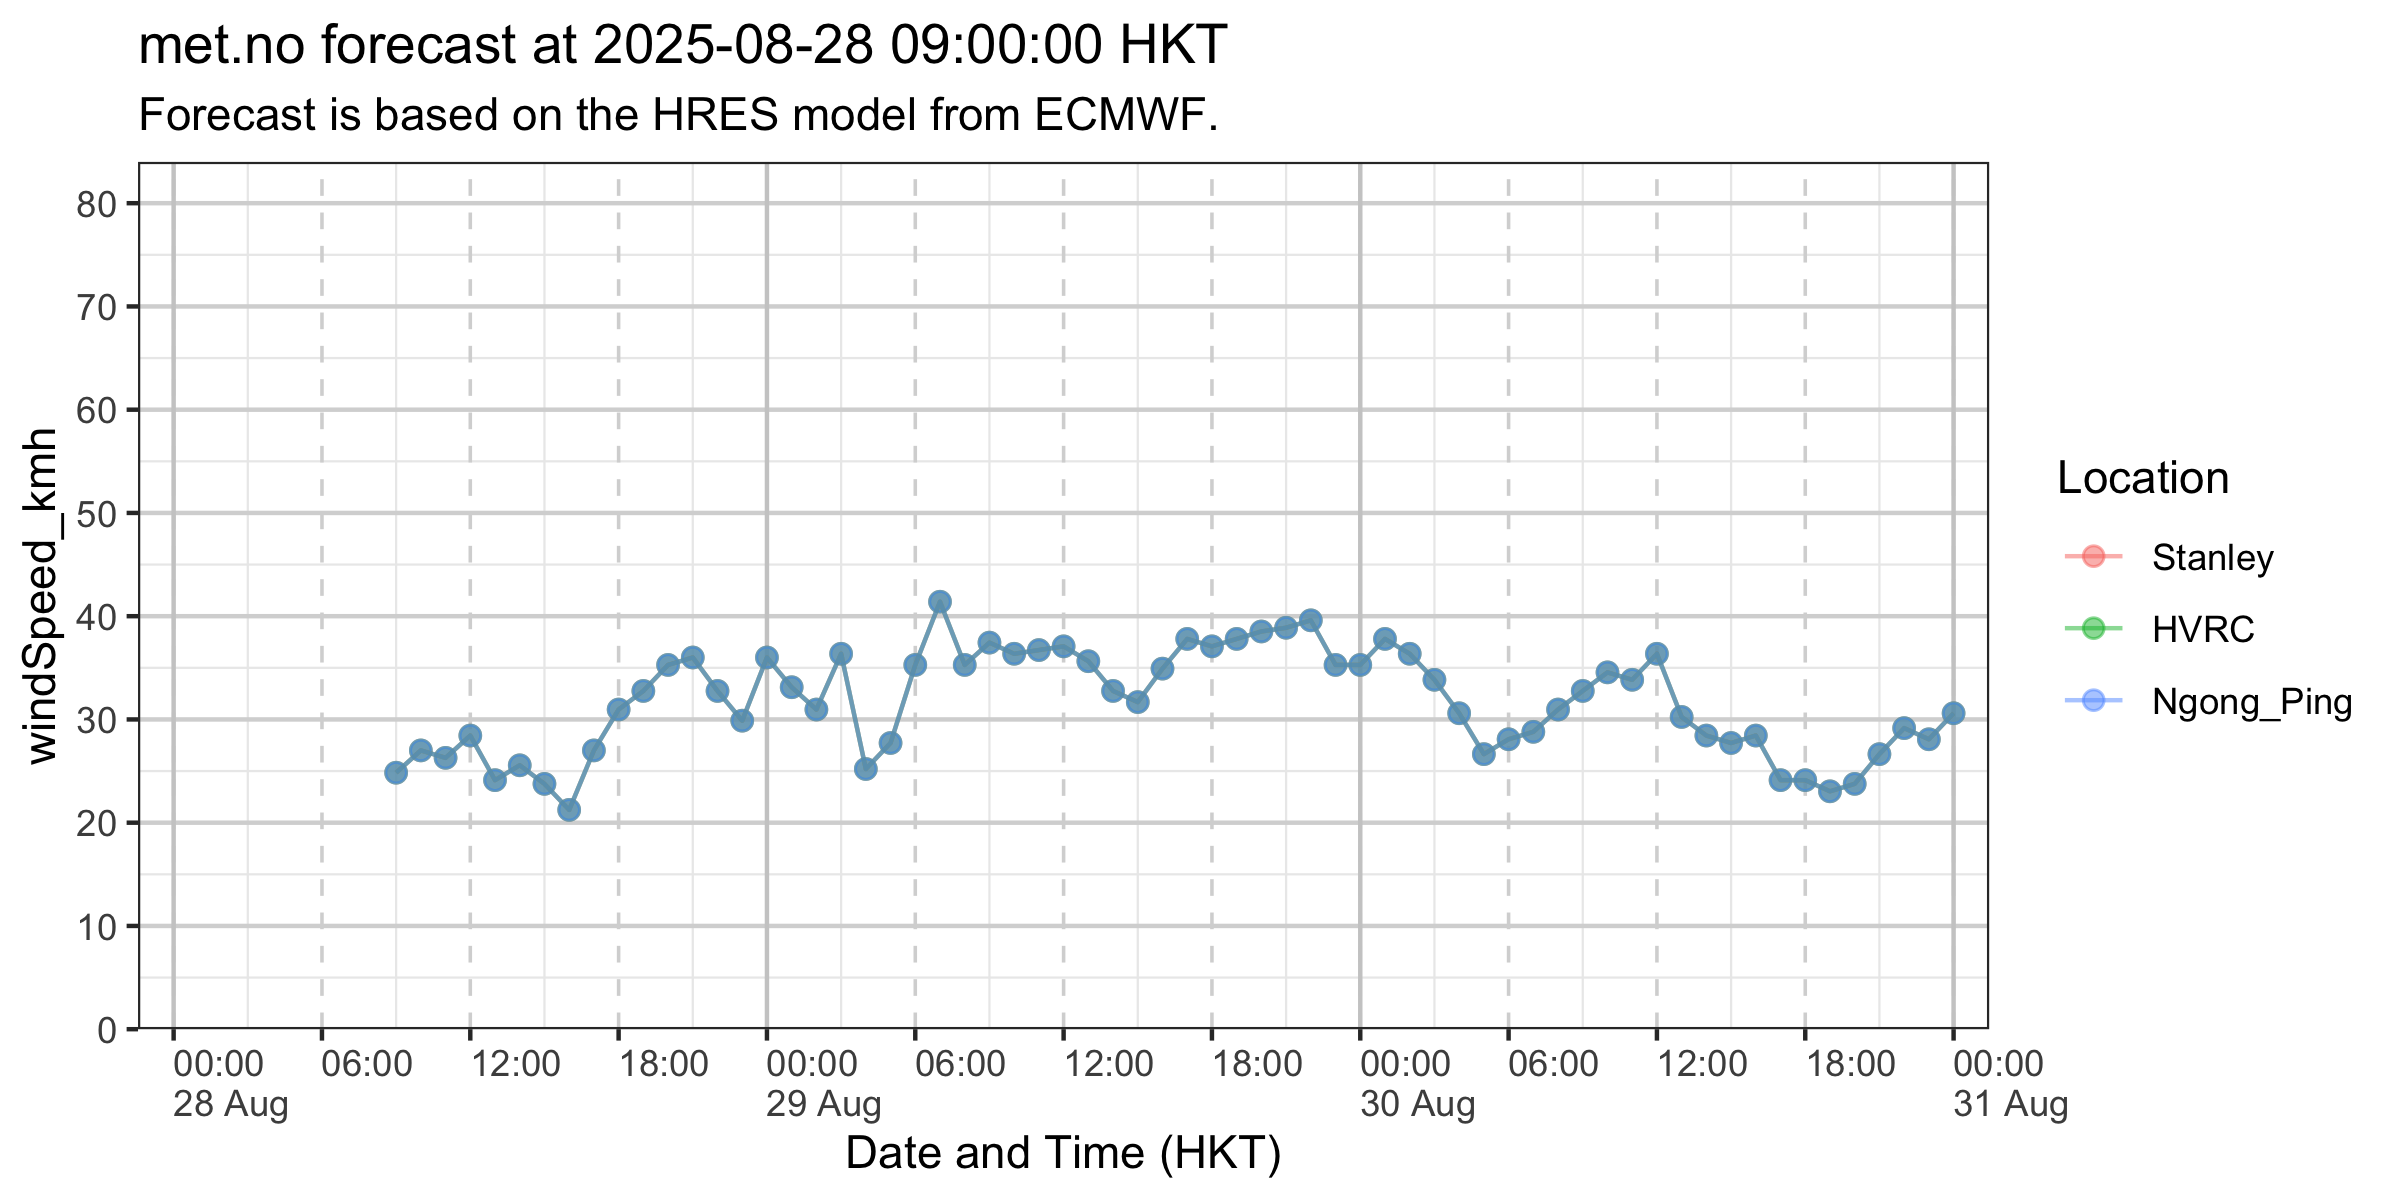 met.no forecast at 2025-08-28 09:00:00 HKT
Forecast is based on the HRES model from ECMWF.
windSpeed_kmh
80
70
60
50
40
30
20
10
0
00:00 06:00 12:00 18:00 00:00 06:00 12:00 18:00 00:00 06:00 12:00 18:00 00:00
28 Aug 29 Aug 30 Aug 31 Aug
Date and Time (HKT)
Location
Stanley
HVRC
Ngong_Ping